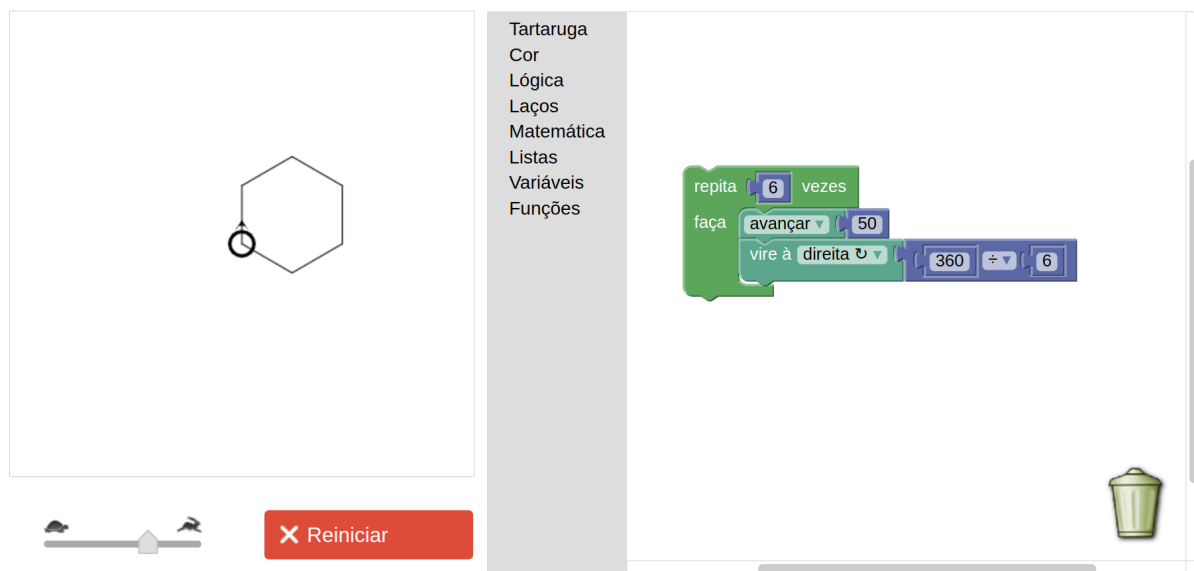 Tartaruga
Cor
Lógica
Laços
Matemática
Listas
Variáveis
Funções
repita 6 vezes
faça avançar ▾ 50
vire à direita ↻ ▾ 360 ÷ ▾ 6
Reiniciar